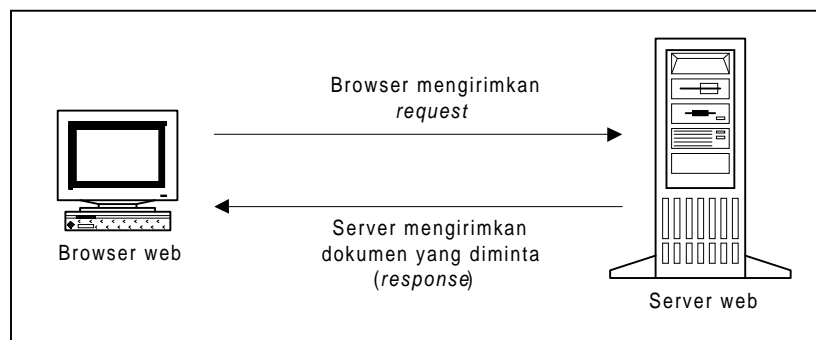 Browser mengirimkan
request
Server mengirimkan
dokumen yang diminta
(response)
Browser web
Server web